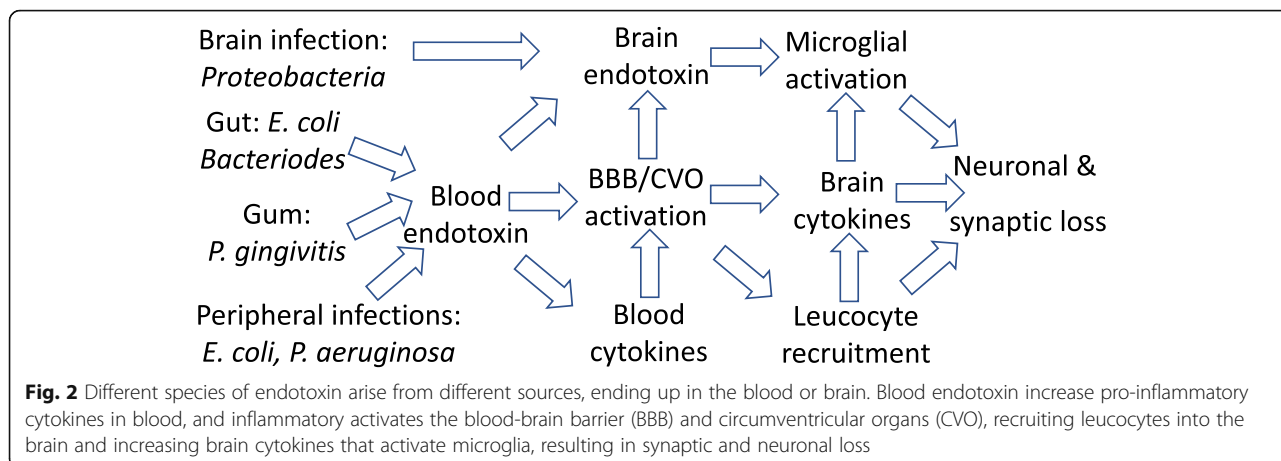 Brain infection:
Proteobacteria
Gut: E. coli
Bacteriodes
Gum:
P. gingivitis
Peripheral infections:
E. coli, P. aeruginosa
Blood
endotoxin
Brain
endotoxin
BBB/CVO
activation
Blood
cytokines
Microglial
activation
Brain
cytokines
Leucocyte
recruitment
Neuronal &
synaptic loss
Fig. 2 Different species of endotoxin arise from different sources, ending up in the blood or brain. Blood endotoxin increase pro-inflammatory
cytokines in blood, and inflammatory activates the blood-brain barrier (BBB) and circumventricular organs (CVO), recruiting leucocytes into the
brain and increasing brain cytokines that activate microglia, resulting in synaptic and neuronal loss